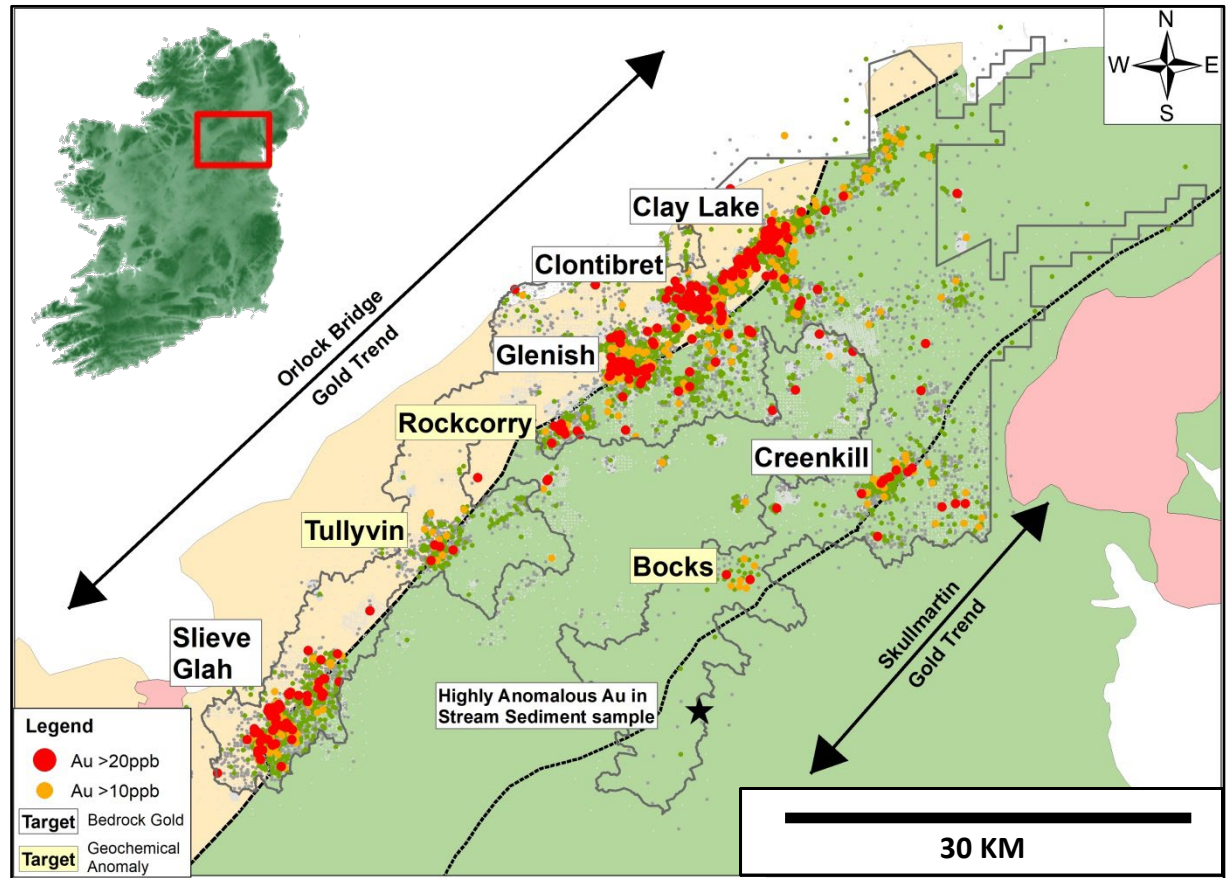 N
W E
S
Orlock Bridge
Gold Trend
Clay Lake
Clontibret
Glenish
Rockcorry
Creenkill
Tullyvin
Bocks
Slieve
Glah
Skullmartin
Gold Trend
Highly Anomalous Au in
Stream Sediment sample
Legend
Au >20ppb
Au >10ppb
Target Bedrock Gold
Target Geochemical
Anomaly
30 KM